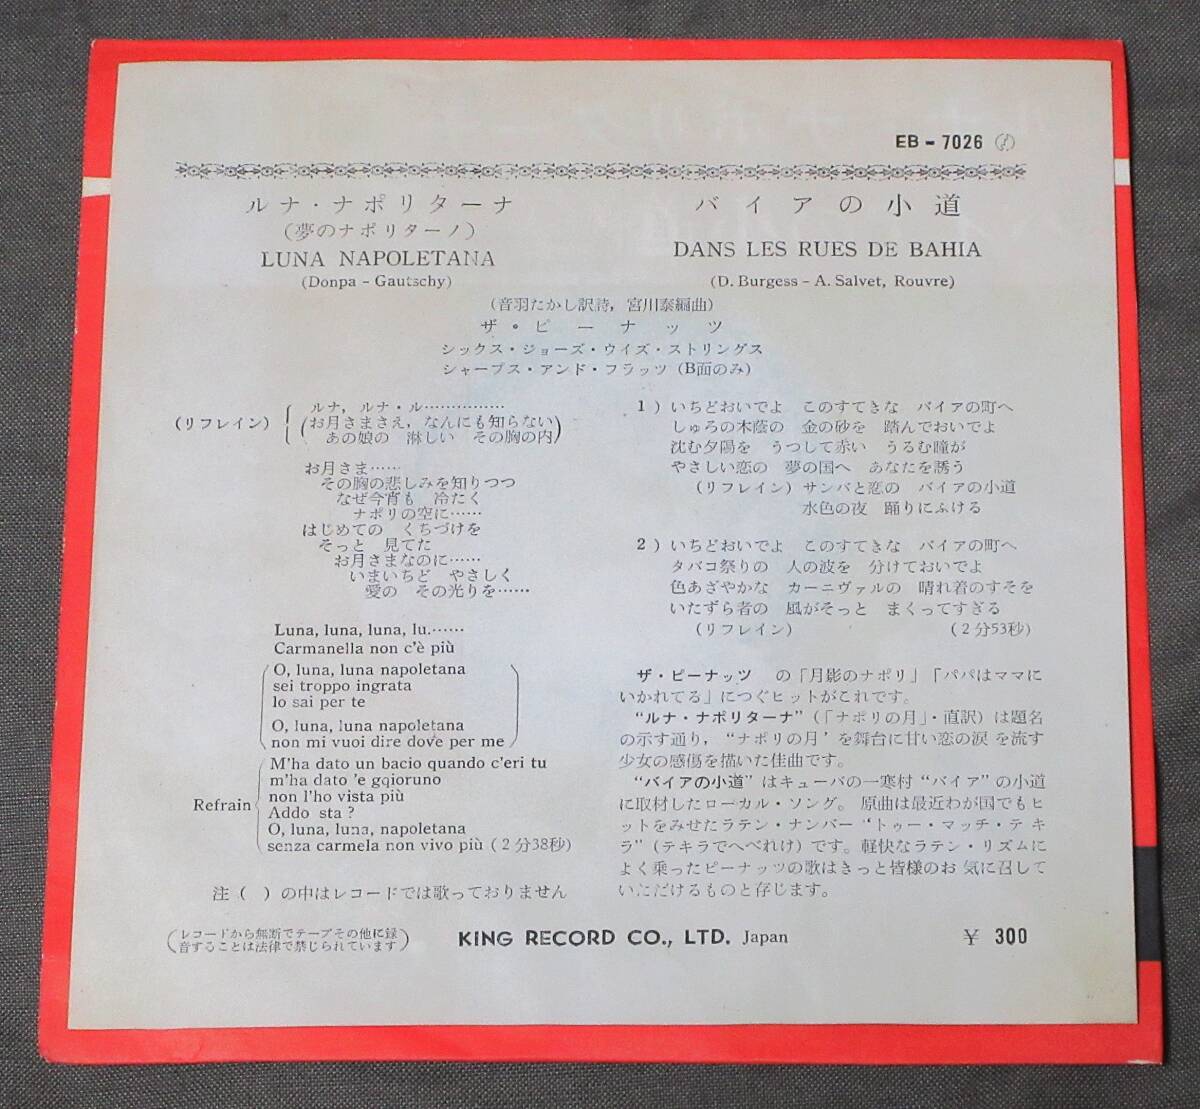 EB - 7026
ルナ・ナポリターナ
(夢のナポリターノ)
LUNA NAPOLETANA
(Donpa - Gautschy)
バイアの小道
DANS LES RUES DE BAHIA
(D. Burgess - A. Salvet, Rouvre)
(音羽たかし訳詩, 宮川泰編曲)
ザ・ピーナッツ
シックス・ジョーズ・ウイズ・ストリングス
シャープス・アンド・フラッツ (B面のみ)
ルナ, ルナ・ル……………
(リフレイン) (お月さまさえ, なんにも知らない
あの娘の 淋しい その胸の内)
お月さま……
その胸の悲しみを知りつつ
なぜ今宵も 冷たく
ナポリの空に……
はじめての くちづけを
そっと 見てた
お月さまなのに……
いまいちど やさしく
愛の その光りを……
Luna, luna, luna, lu.……
Carmanella non c'è più
O, luna, luna napoletana
sei troppo ingrata
lo sai per te
O, luna, luna napoletana
non mi vuoi dire dove per me
M'ha dato un bacio quando c'eri tu
m'ha dato 'e gqioruno
non l'ho vista più
Refrain
Addo sta ?
O, luna, luna, napoletana
senza carmela non vivo più (2分38秒)
注 ( ) の中はレコードでは歌っておりません
1) いちどおいでよ このすてきな バイアの町へ
しゅろの木蔭の 金の砂を 踏んでおいでよ
沈む夕陽を うつして赤い うるむ瞳が
やさしい恋の 夢の国へ あなたを誘う
(リフレイン) サンバと恋の バイアの小道
水色の夜 踊りにふける
2) いちどおいでよ このすてきな バイアの町へ
タバコ祭りの 人の波を 分けておいでよ
色あざやかな カーニヴァルの 晴れ着のすそを
いたずら者の 風がそっと まくってすぎる
(リフレイン) (2分53秒)
ザ・ピーナッツ の「月影のナポリ」「パパはママに
いかれてる」につぐヒットがこれです。
“ルナ・ナポリターナ” (「ナポリの月」・直訳) は題名
の示す通り, “ナポリの月’ を舞台に甘い恋の涙 を流す
少女の感傷を描いた佳曲です。
“バイアの小道” はキューバの一寒村 “バイア” の小道
に取材したローカル・ソング。 原曲は最近わが国でもヒ
ットをみせたラテン・ナンバー “トゥー・マッチ・テキ
ラ” (テキラでへべれけ) です。軽快なラテン・リズムに
よく乗ったピーナッツの歌はきっと皆様のお 気に召して
いただけるものと存じます。
(レコードから無断でテープその他に録
音することは法律で禁じられています)
KING RECORD CO., LTD. Japan
¥ 300